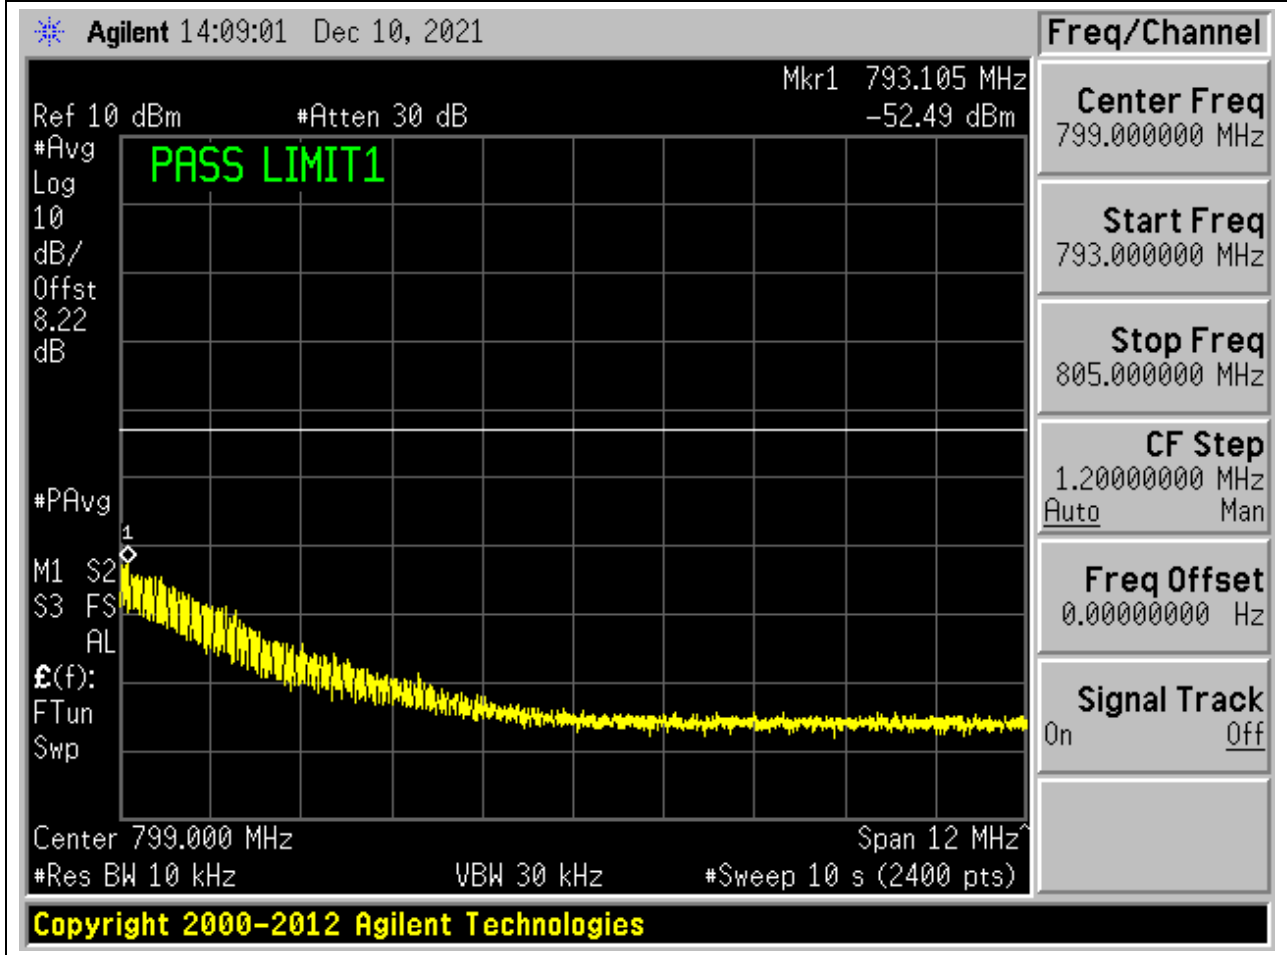 Agilent 14:09:01 Dec 10, 2021
Freq/Channel
Mkr1 793.105 MHz
Ref 10 dBm #Atten 30 dB -52.49 dBm
#Avg
Log
10
dB/
Offst
8.22
dB
PASS LIMIT1
#PAvg
1
M1 S2
S3 FS
AL
£(f):
FTun
Swp
Center 799.000 MHz Span 12 MHz^
#Res BW 10 kHz VBW 30 kHz #Sweep 10 s (2400 pts)
Center Freq
799.000000 MHz
Start Freq
793.000000 MHz
Stop Freq
805.000000 MHz
CF Step
1.20000000 MHz
Auto Man
Freq Offset
0.00000000 Hz
Signal Track
On Off
Copyright 2000-2012 Agilent Technologies